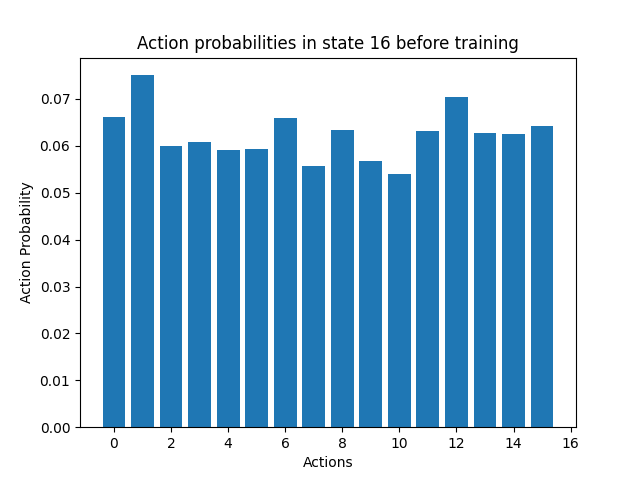 Action probabilities in state 16 before training
0.07
0.06
0.05
0.04
0.03
0.02
0.01
0.00
Action Probability
0 2 4 6 8 10 12 14 16
Actions